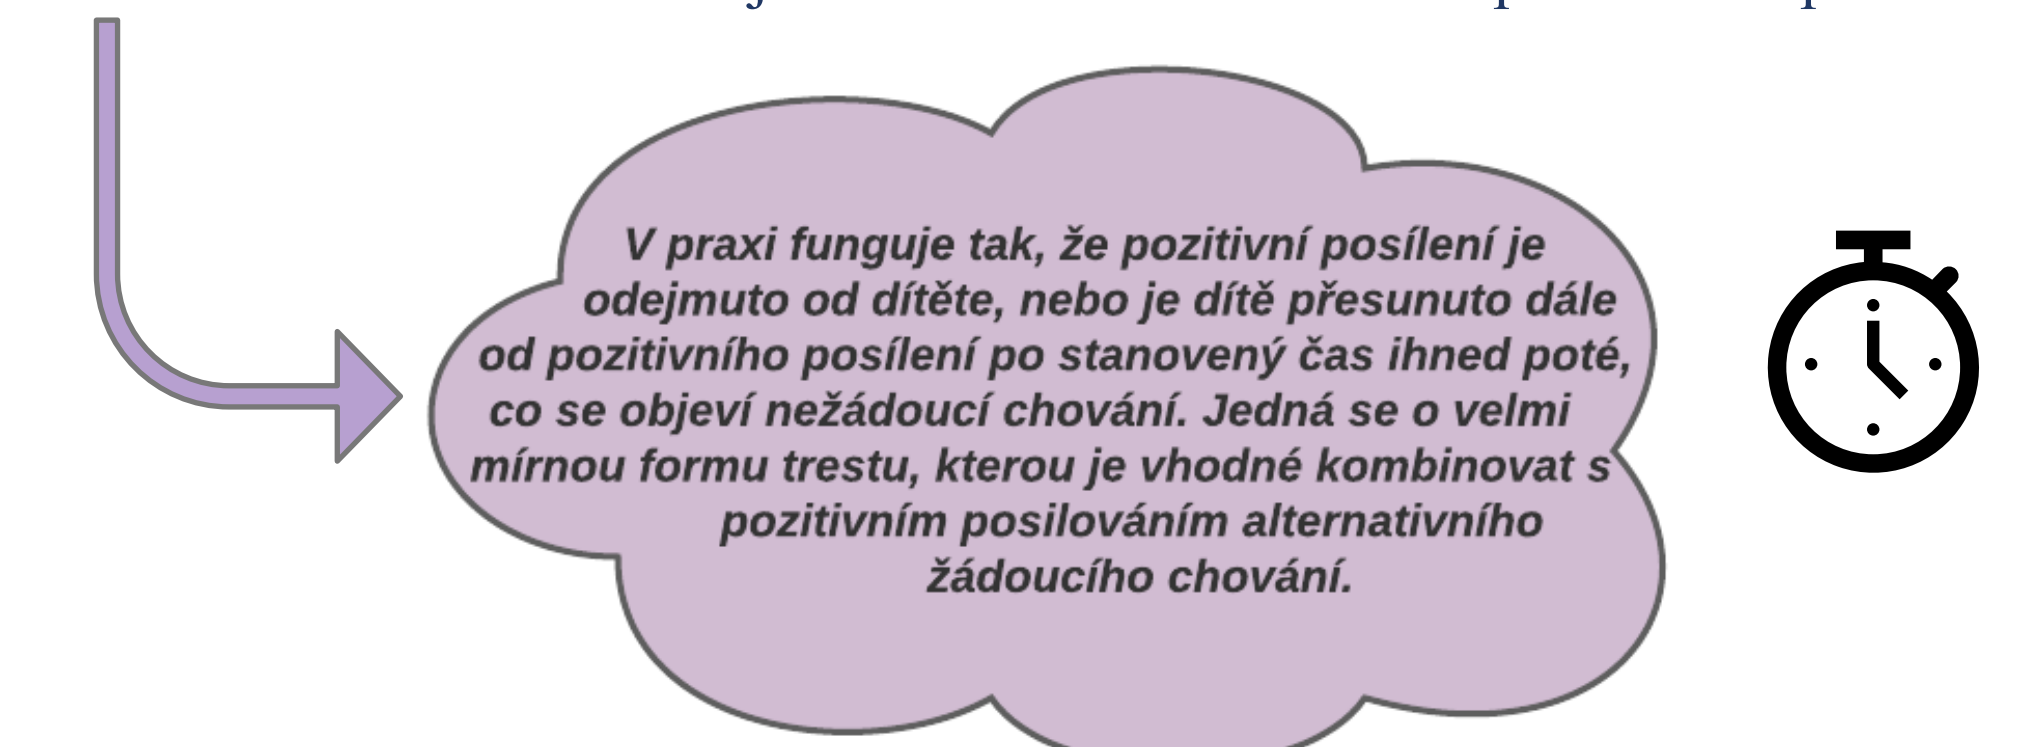 V praxi funguje tak, že pozitivní posílení je
odejmuto od dítěte, nebo je dítě přesunuto dále
od pozitivního posílení po stanovený čas ihned poté,
co se objeví nežádoucí chování. Jedná se o velmi
mírnou formu trestu, kterou je vhodné kombinovat s
pozitivním posilováním alternativního
žádoucího chování.